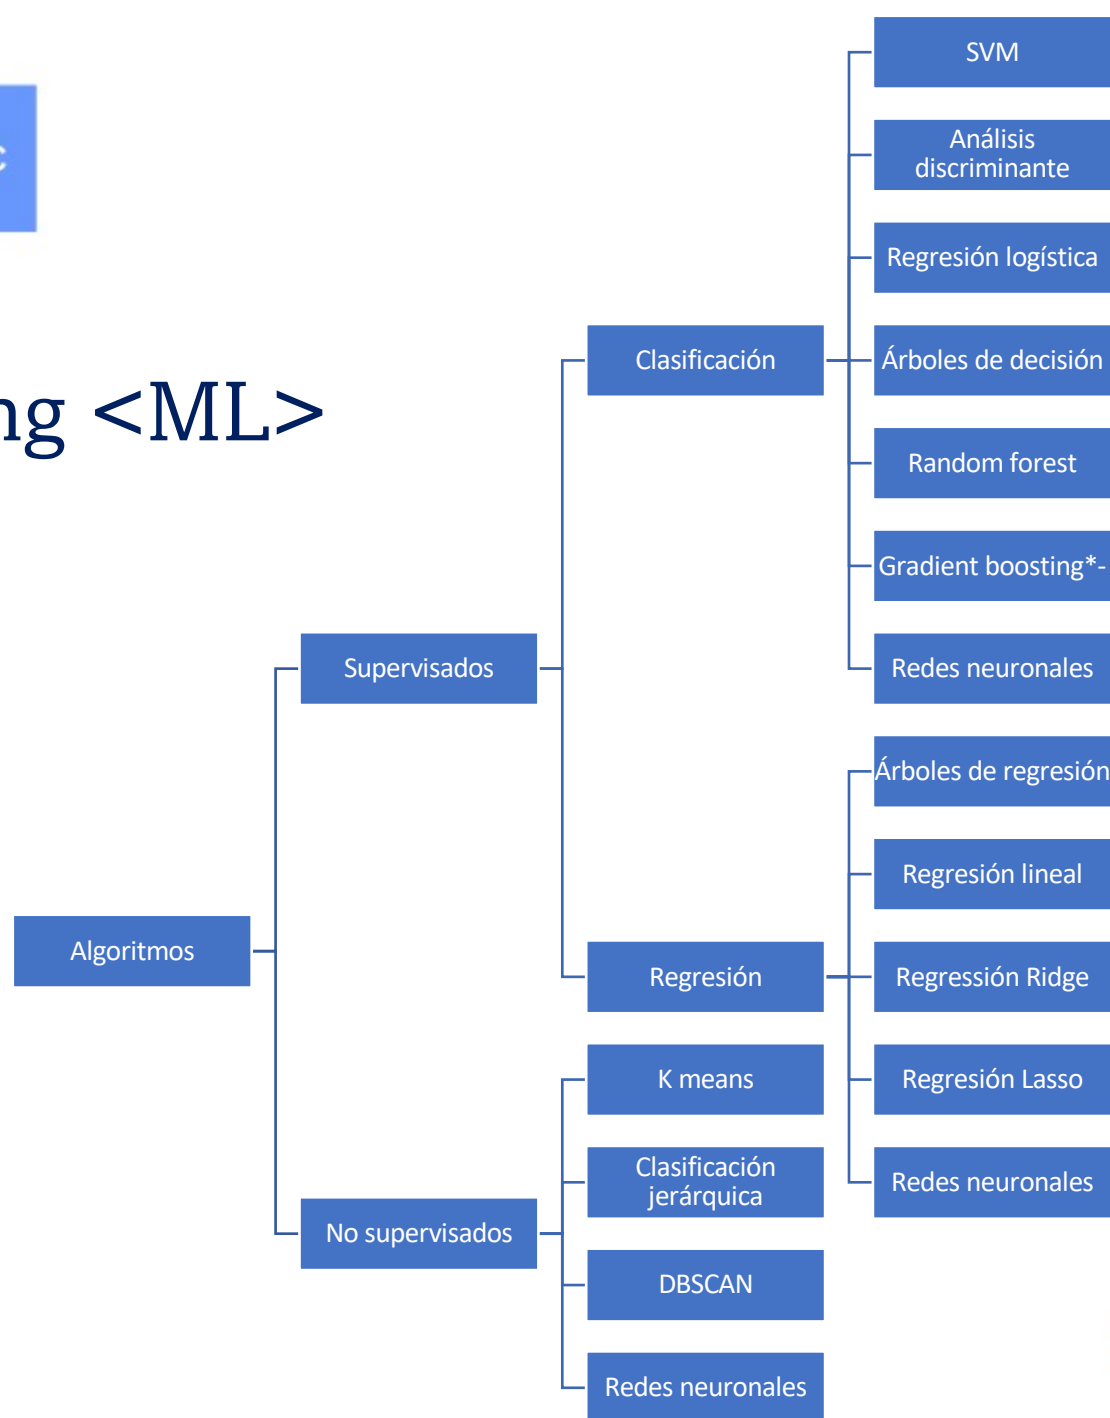 c
ng <ML>
Algoritmos
Supervisados
Clasificación
SVM
Análisis
discriminante
Regresión logística
Árboles de decisión
Random forest
Gradient boosting*-
Redes neuronales
Regresión
Árboles de regresión
Regresión lineal
Regressión Ridge
Regresión Lasso
Redes neuronales
No supervisados
K means
Clasificación
jerárquica
DBSCAN
Redes neuronales